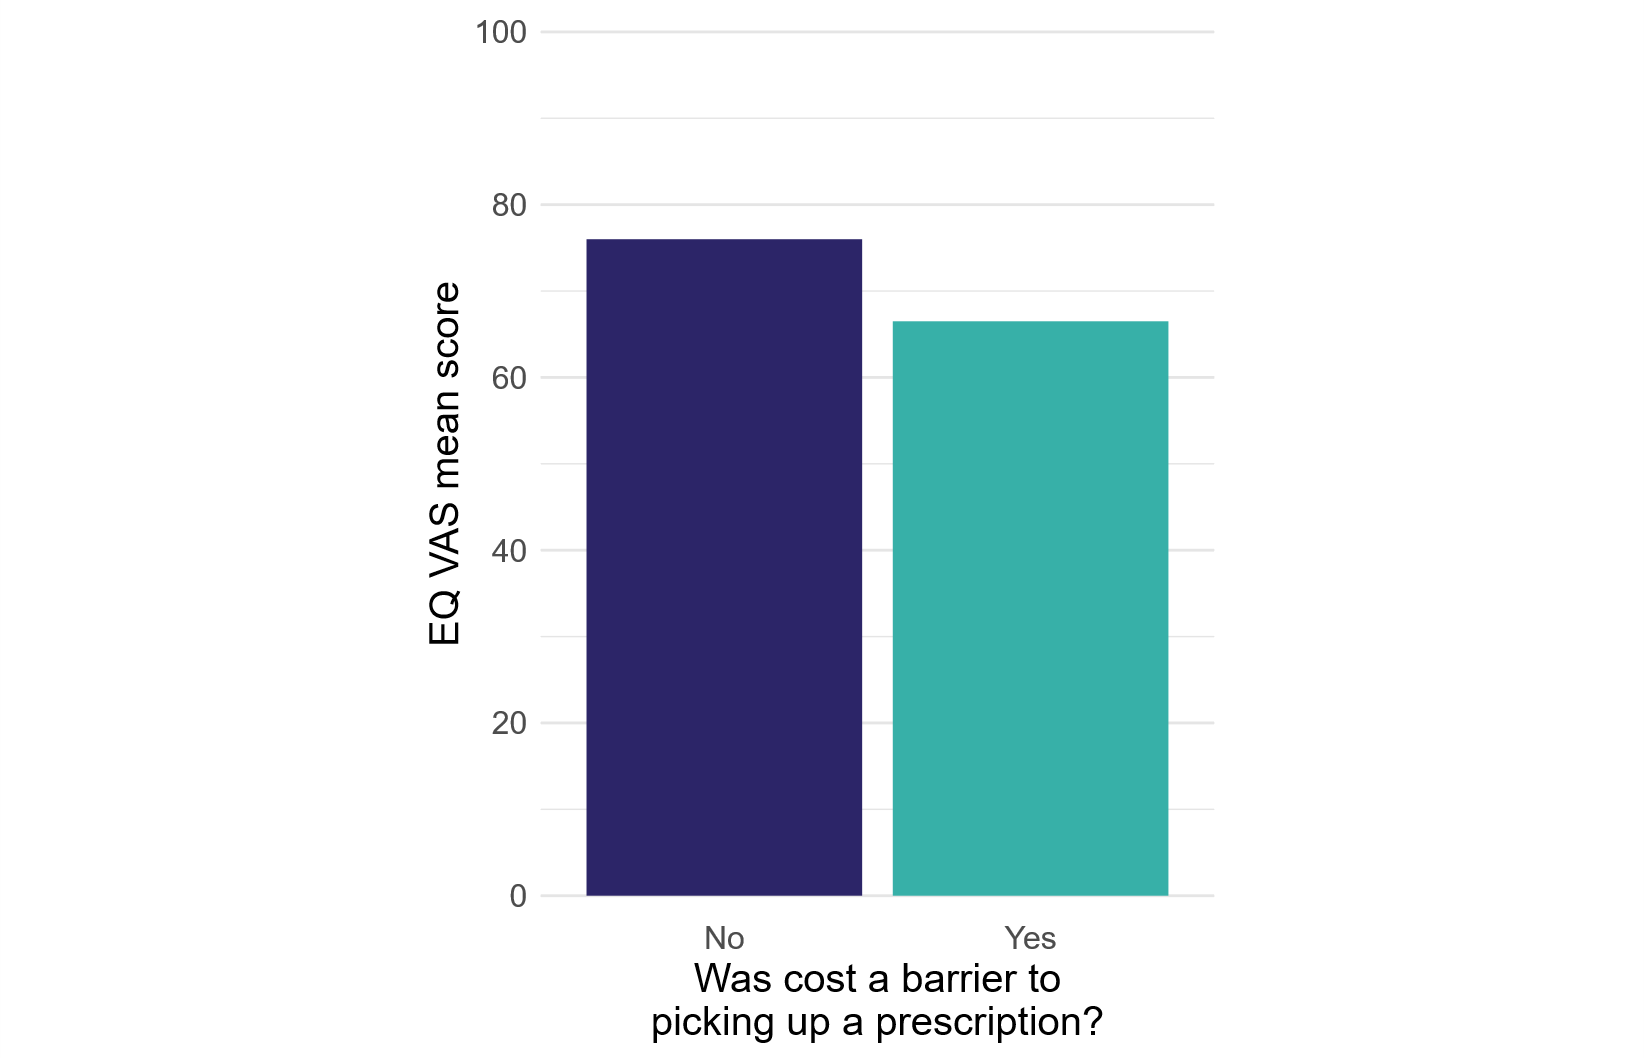 100
80
60
40
20
0
EQ VAS mean score
No
Yes
Was cost a barrier to
picking up a prescription?